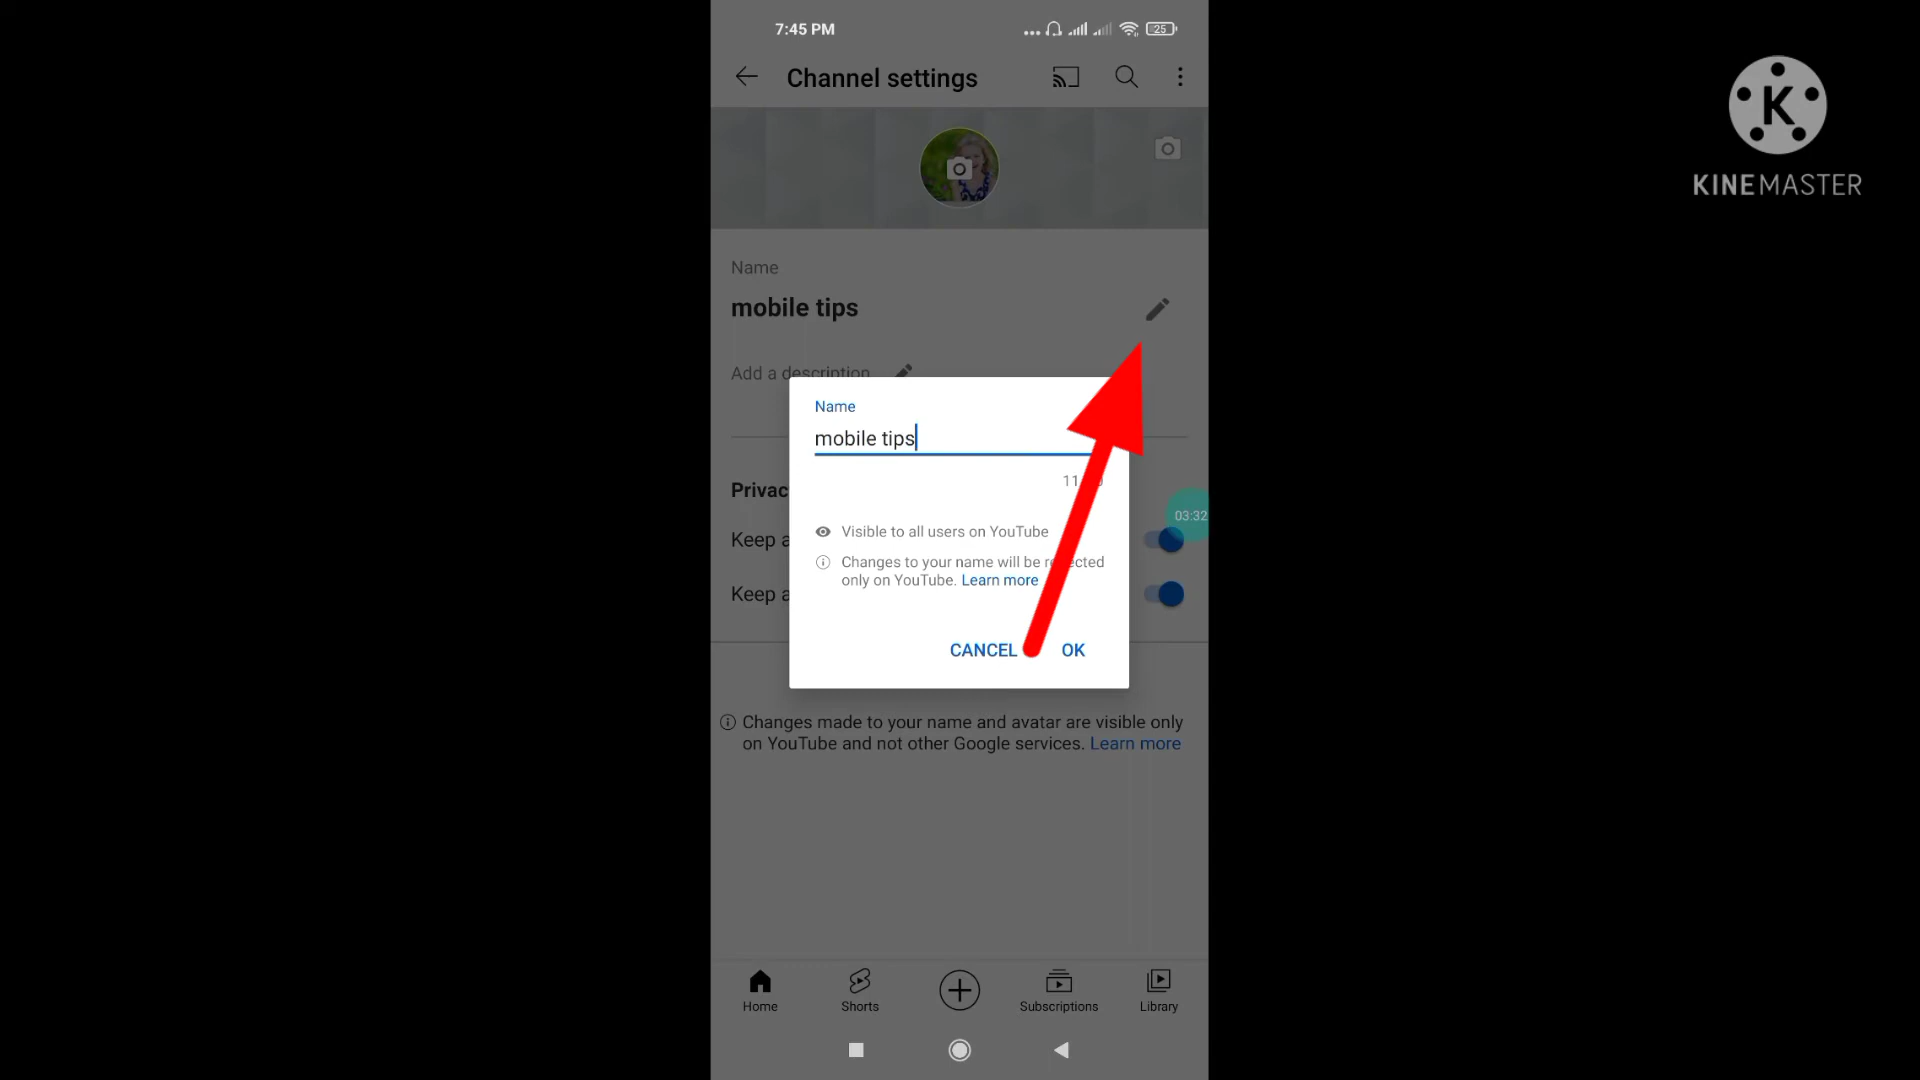 7:45 PM
25
Channel settings
K
KINEMASTER
Name
mobile tips
Add a description
Name
mobile tips
11
Privac
Visible to all users on YouTube
03:32
Keep a
Changes to your name will be
only on YouTube. Learn more
Keep a
CANCEL OK
Changes made to your name and avatar are visible only
on YouTube and not other Google services. Learn more
Home Shorts Subscriptions Library